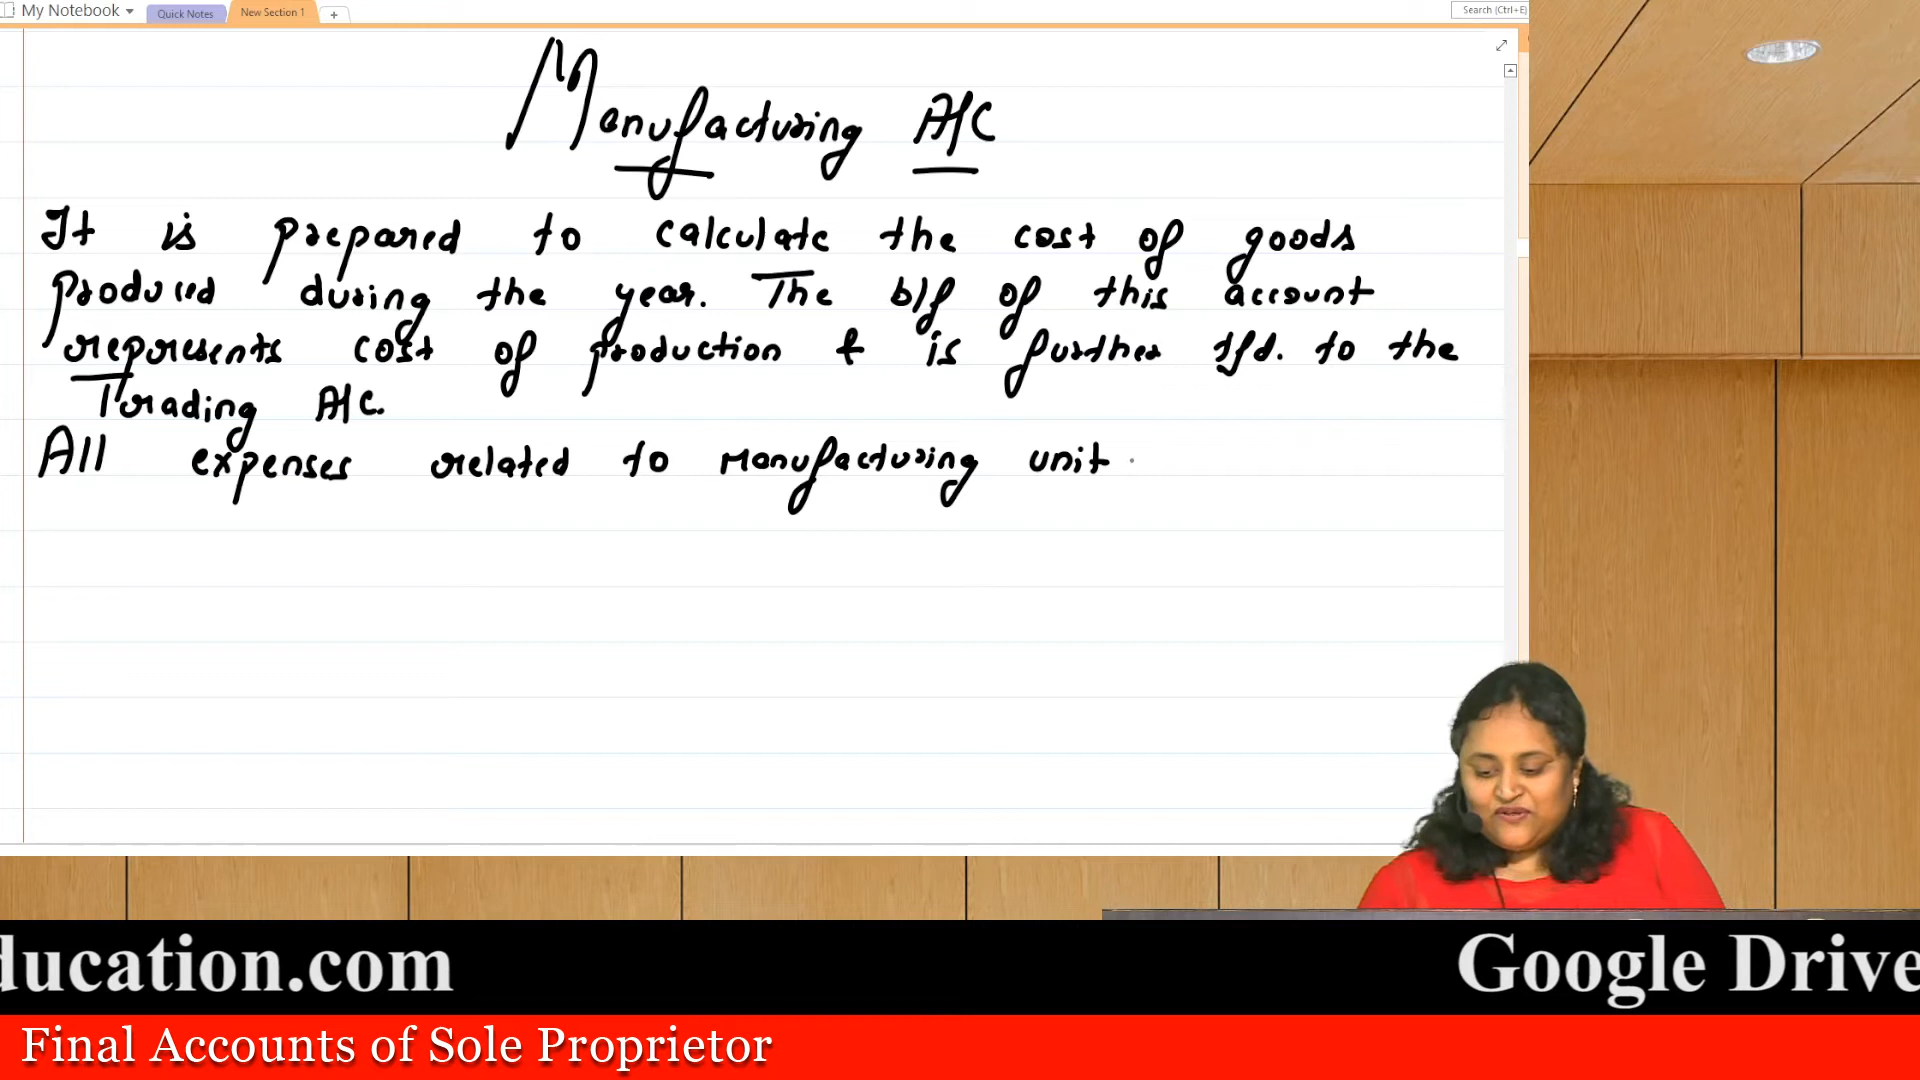 My Notebook
Quick Notes
New Section 1
+
Search (Ctrl+E)
Manufacturing A/C
It is prepared to calculate the cost of goods
produced during the year. The b/f of this account
represents cost of production & is further tfd. to the
Trading A/C.
All expenses related to Manufacturing unit
ducation.com
Google Drive
Final Accounts of Sole Proprietor